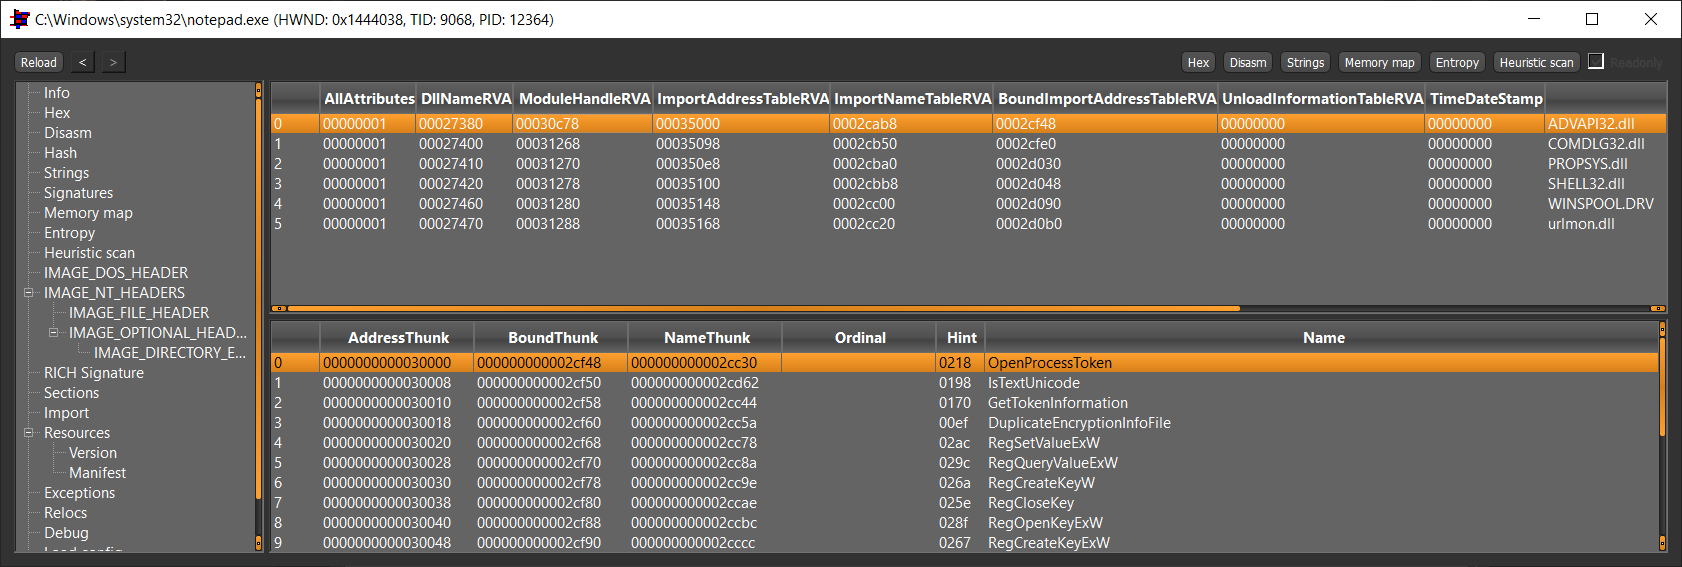 C:\Windows\system32\notepad.exe (HWND: 0x1444038, TID: 9068, PID: 12364)
Reload < > Hex Disasm Strings Memory map Entropy Heuristic scan Readonly
Info
Hex
Disasm
Hash
Strings
Signatures
Memory map
Entropy
Heuristic scan
IMAGE_DOS_HEADER
IMAGE_NT_HEADERS
IMAGE_FILE_HEADER
IMAGE_OPTIONAL_HEAD...
IMAGE_DIRECTORY_E...
RICH Signature
Sections
Import
Resources
Version
Manifest
Exceptions
Relocs
Debug
Load config
AllAttributes DllNameRVA ModuleHandleRVA ImportAddressTableRVA ImportNameTableRVA BoundImportAddressTableRVA UnloadInformationTableRVA TimeDateStamp
0 00000001 00027380 00030c78 00035000 0002cab8 0002cf48 00000000 00000000 ADVAPI32.dll
1 00000001 00027400 00031268 00035098 0002cb50 0002cfe0 00000000 00000000 COMDLG32.dll
2 00000001 00027410 00031270 000350e8 0002cba0 0002d030 00000000 00000000 PROPSYS.dll
3 00000001 00027420 00031278 00035100 0002cbb8 0002d048 00000000 00000000 SHELL32.dll
4 00000001 00027460 00031280 00035148 0002cc00 0002d090 00000000 00000000 WINSPOOL.DRV
5 00000001 00027470 00031288 00035168 0002cc20 0002d0b0 00000000 00000000 urlmon.dll
AddressThunk BoundThunk NameThunk Ordinal Hint Name
0 0000000000030000 000000000002cf48 000000000002cc30 0218 OpenProcessToken
1 0000000000030008 000000000002cf50 000000000002cd62 0198 IsTextUnicode
2 0000000000030010 000000000002cf58 000000000002cc44 0170 GetTokenInformation
3 0000000000030018 000000000002cf60 000000000002cc5a 00ef DuplicateEncryptionInfoFile
4 0000000000030020 000000000002cf68 000000000002cc78 02ac RegSetValueExW
5 0000000000030028 000000000002cf70 000000000002cc8a 029c RegQueryValueExW
6 0000000000030030 000000000002cf78 000000000002cc9e 026a RegCreateKeyW
7 0000000000030038 000000000002cf80 000000000002ccae 025e RegCloseKey
8 0000000000030040 000000000002cf88 000000000002ccbc 028f RegOpenKeyExW
9 0000000000030048 000000000002cf90 000000000002cccc 0267 RegCreateKeyExW